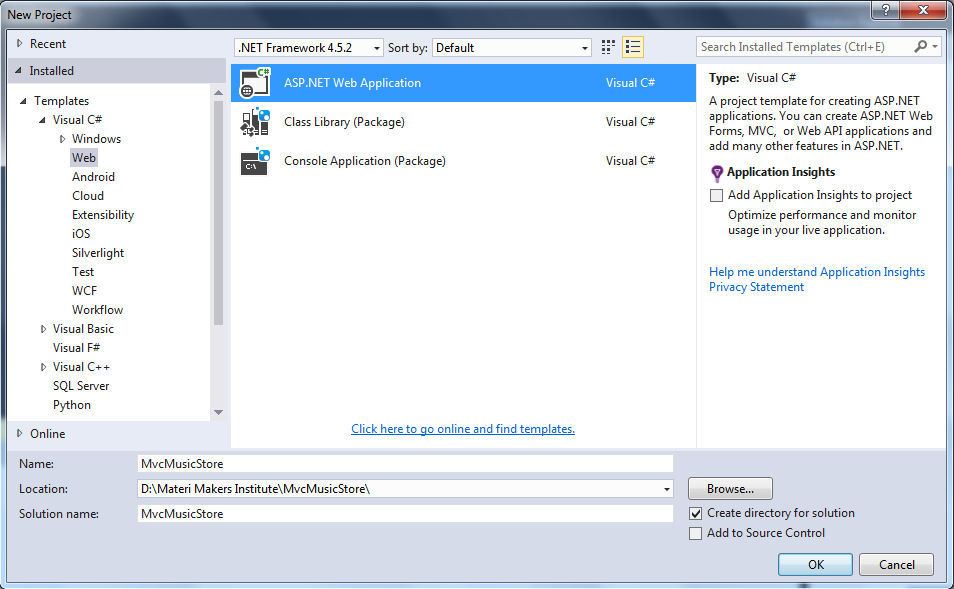 New Project
?
Recent
Installed
Templates
Visual C#
Windows
Web
Android
Cloud
Extensibility
iOS
Silverlight
Test
WCF
Workflow
Visual Basic
Visual F#
Visual C++
SQL Server
Python
Online
.NET Framework 4.5.2 Sort by: Default
C# ASP.NET Web Application Visual C#
Class Library (Package) Visual C#
C:\ Console Application (Package) Visual C#
Click here to go online and find templates.
Search Installed Templates (Ctrl+E)
Type: Visual C#
A project template for creating ASP.NET
applications. You can create ASP.NET Web
Forms, MVC, or Web API applications and
add many other features in ASP.NET.
Application Insights
Add Application Insights to project
Optimize performance and monitor
usage in your live application.
Help me understand Application Insights
Privacy Statement
Name: MvcMusicStore
Location: D:\Materi Makers Institute\MvcMusicStore\ Browse...
Solution name: MvcMusicStore
Create directory for solution
Add to Source Control
OK Cancel